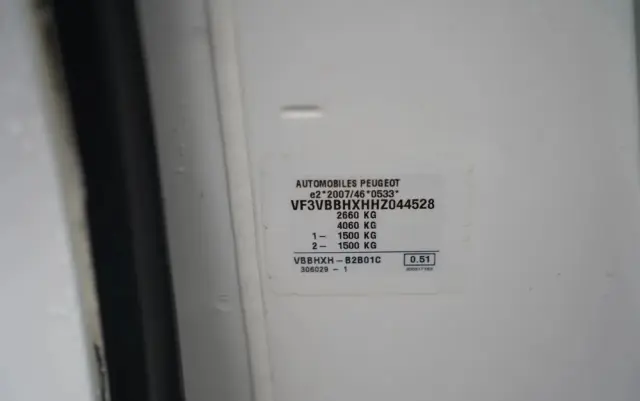 AUTOMOBILES PEUGEOT
e2*2007/46*0533*
VF3VBBHXHHZ044528
2660 KG
4060 KG
1- 1500 KG
2- 1500 KG
VBBHXH-B2B01C 0.51
306029 - 1